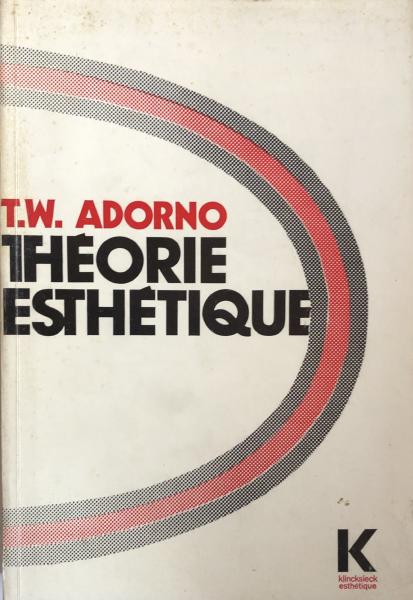 T.W. ADORNO
THÉORIE
ESTHÉTIQUE
K
klincksieck
esthétique